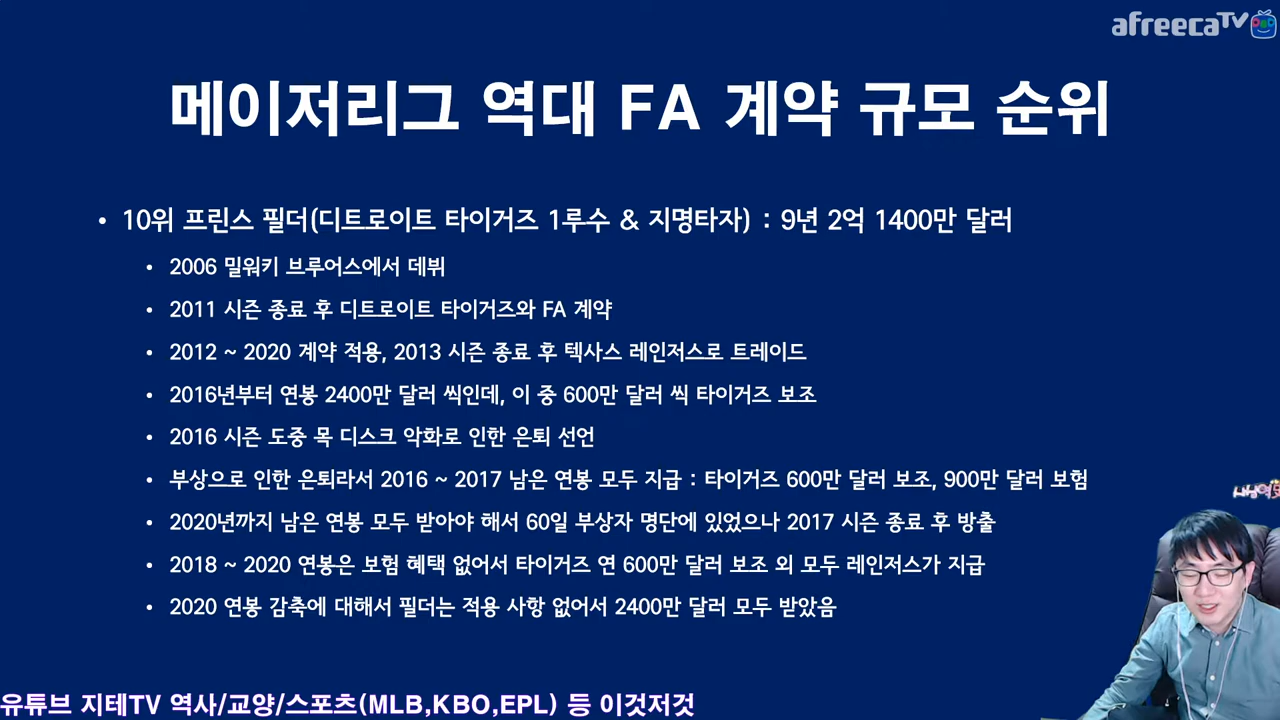 afreecaTV
메이저리그 역대 FA 계약 규모 순위
• 10위 프린스 필더(디트로이트 타이거즈 1루수 & 지명타자) : 9년 2억 1400만 달러
• 2006 밀워키 브루어스에서 데뷔
• 2011 시즌 종료 후 디트로이트 타이거즈와 FA 계약
• 2012 ~ 2020 계약 적용, 2013 시즌 종료 후 텍사스 레인저스로 트레이드
• 2016년부터 연봉 2400만 달러 씩인데, 이 중 600만 달러 씩 타이거즈 보조
• 2016 시즌 도중 목 디스크 악화로 인한 은퇴 선언
• 부상으로 인한 은퇴라서 2016 ~ 2017 남은 연봉 모두 지급 : 타이거즈 600만 달러 보조, 900만 달러 보험
• 2020년까지 남은 연봉 모두 받아야 해서 60일 부상자 명단에 있었으나 2017 시즌 종료 후 방출
• 2018 ~ 2020 연봉은 보험 혜택 없어서 타이거즈 연 600만 달러 보조 외 모두 레인저스가 지급
• 2020 연봉 감축에 대해서 필더는 적용 사항 없어서 2400만 달러 모두 받았음
유튜브 지테TV 역사/교양/스포츠(MLB,KBO,EPL) 등 이것저것